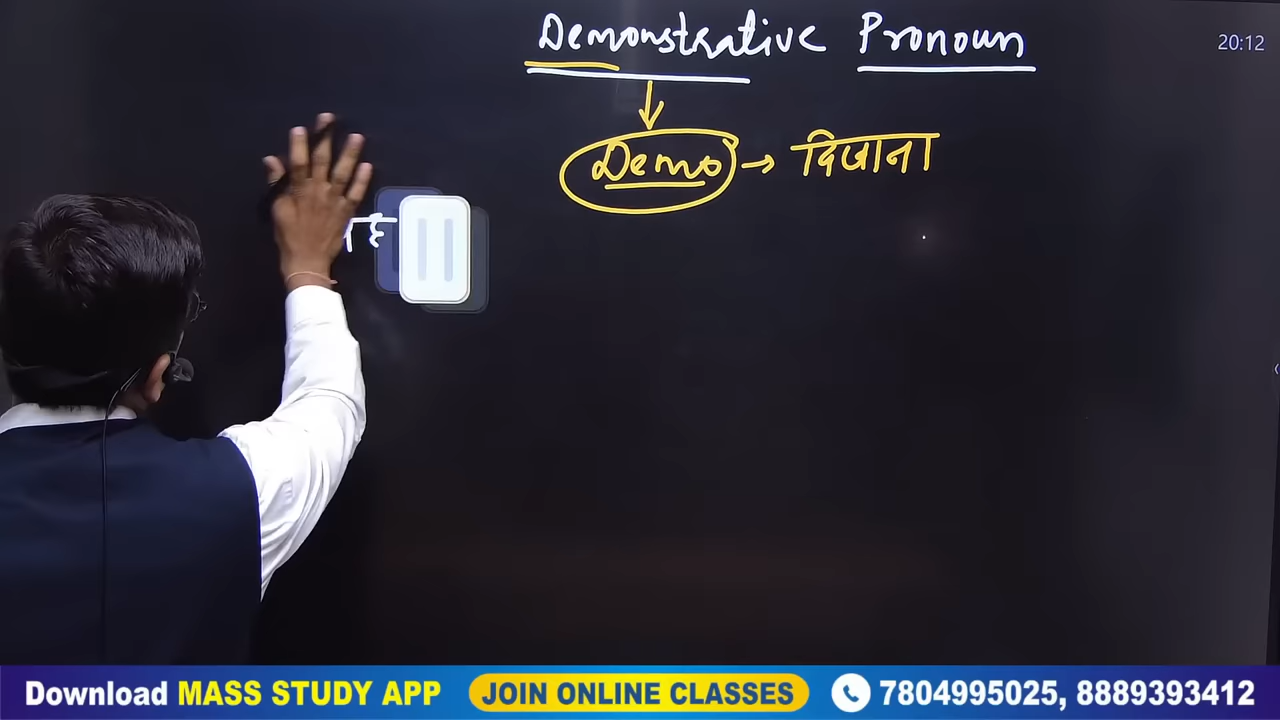 Demonstrative Pronoun
20:12
Demo → दिखाना
Download MASS STUDY APP JOIN ONLINE CLASSES 7804995025, 8889393412